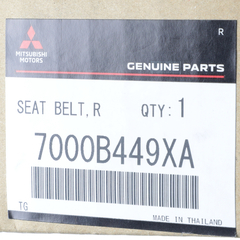 R
MITSUBISHI
MOTORS
GENUINE PARTS
SEAT BELT,R QTY:1
7000B449XA
TG
MADE IN THAILAND